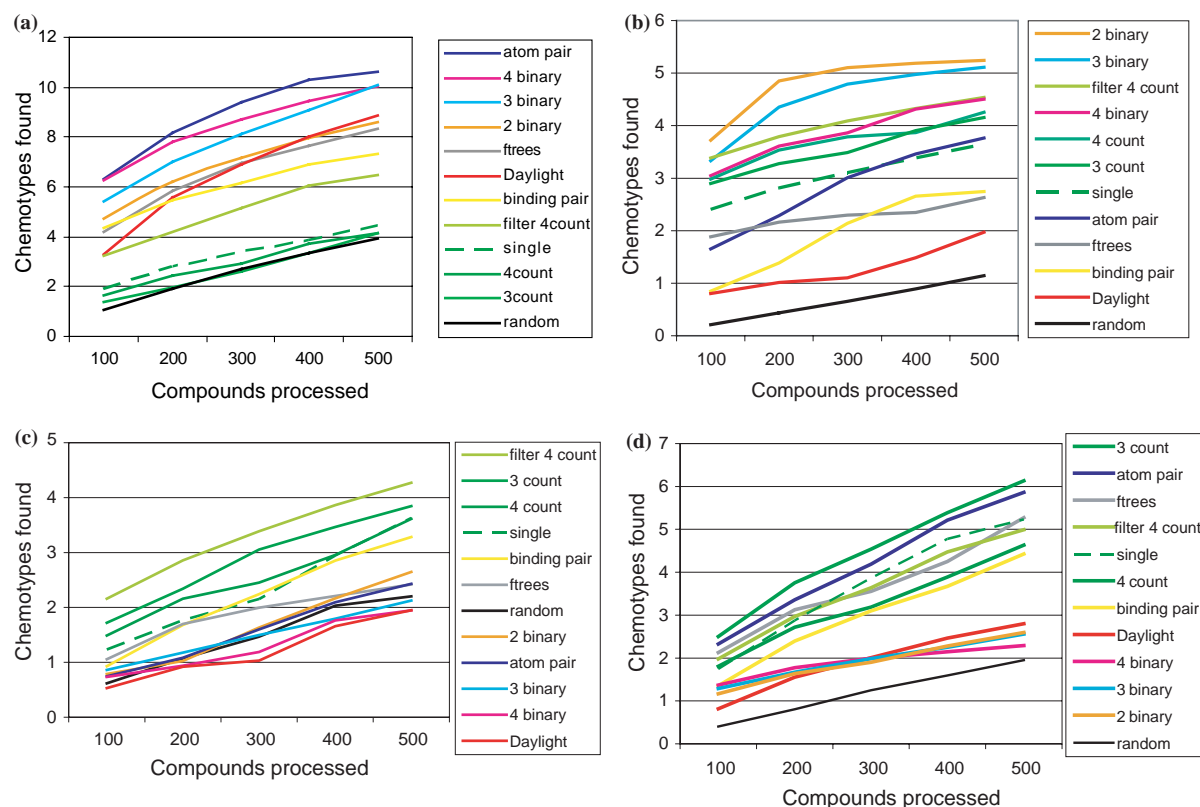 (a)
Chemotypes found
12
10
8
6
4
2
0
100 200 300 400 500
Compounds processed
atom pair
4 binary
3 binary
2 binary
ftrees
Daylight
binding pair
filter 4count
single
4count
3count
random
(b)
Chemotypes found
6
5
4
3
2
1
0
100 200 300 400 500
Compounds processed
2 binary
3 binary
filter 4 count
4 binary
4 count
3 count
single
atom pair
ftrees
binding pair
Daylight
random
(c)
Chemotypes found
5
4
3
2
1
0
100 200 300 400 500
Compounds processed
filter 4 count
3 count
4 count
single
binding pair
ftrees
random
2 binary
atom pair
3 binary
4 binary
Daylight
(d)
Chemotypes found
7
6
5
4
3
2
1
0
100 200 300 400 500
Compounds processed
3 count
atom pair
ftrees
filter 4 count
single
4 count
binding pair
Daylight
4 binary
3 binary
2 binary
random